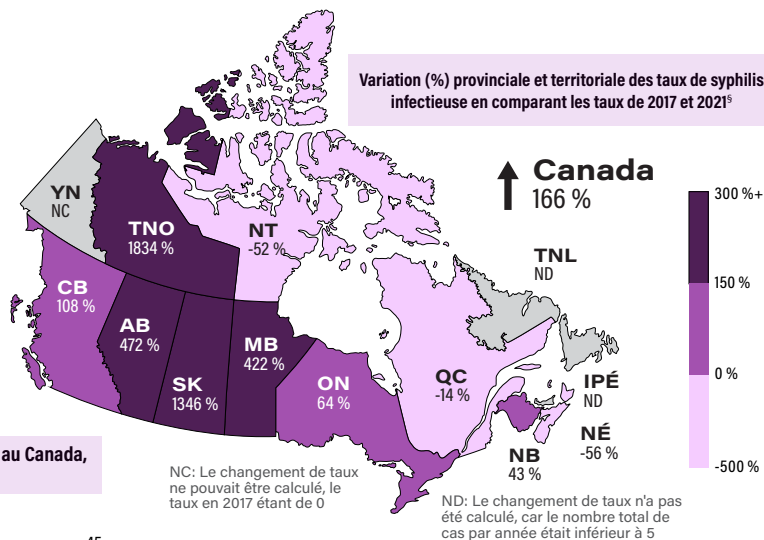 Variation (%) provinciale et territoriale des taux de syphilis
infectieuse en comparant les taux de 2017 et 2021§
Canada
166 %
300 %+
150 %
0 %
-500 %
YN
NC
TNO
1834 %
NT
-52 %
TNL
ND
CB
108 %
AB
472 %
SK
1346 %
MB
422 %
ON
64 %
QC
-14 %
IPÉ
ND
NÉ
-56 %
NB
43 %
au Canada,
NC: Le changement de taux
ne pouvait être calculé, le
taux en 2017 étant de 0
ND: Le changement de taux n'a pas
été calculé, car le nombre total de
cas par année était inférieur à 5
45